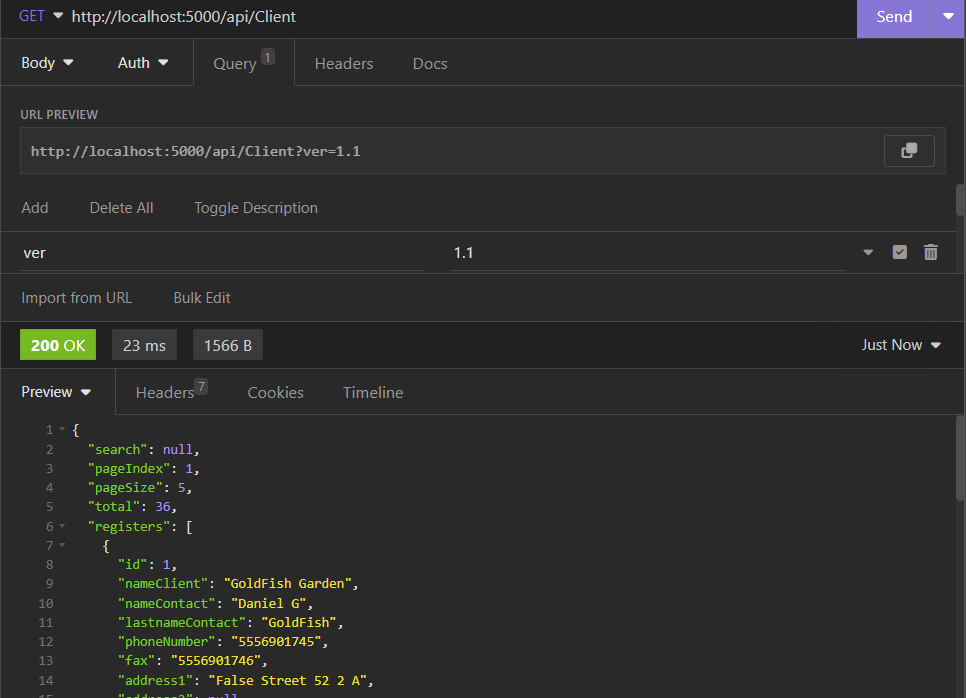 GET http://localhost:5000/api/Client Send
Body Auth Query 1 Headers Docs
URL PREVIEW
http://localhost:5000/api/Client?ver=1.1
Add Delete All Toggle Description
ver 1.1
Import from URL Bulk Edit
200 OK 23 ms 1566 B Just Now
Preview Headers 7 Cookies Timeline
1 {
2 "search": null,
3 "pageIndex": 1,
4 "pageSize": 5,
5 "total": 36,
6 "registers": [
7 {
8 "id": 1,
9 "nameClient": "GoldFish Garden",
10 "nameContact": "Daniel G",
11 "lastnameContact": "GoldFish",
12 "phoneNumber": "5556901745",
13 "fax": "5556901746",
14 "address1": "False Street 52 2 A",
15 "address2": null